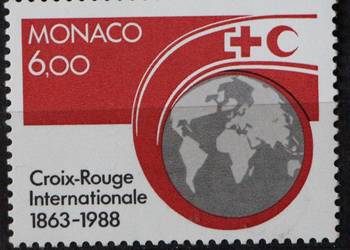 MONACO
6,00
Croix-Rouge
Internationale
1863-1988